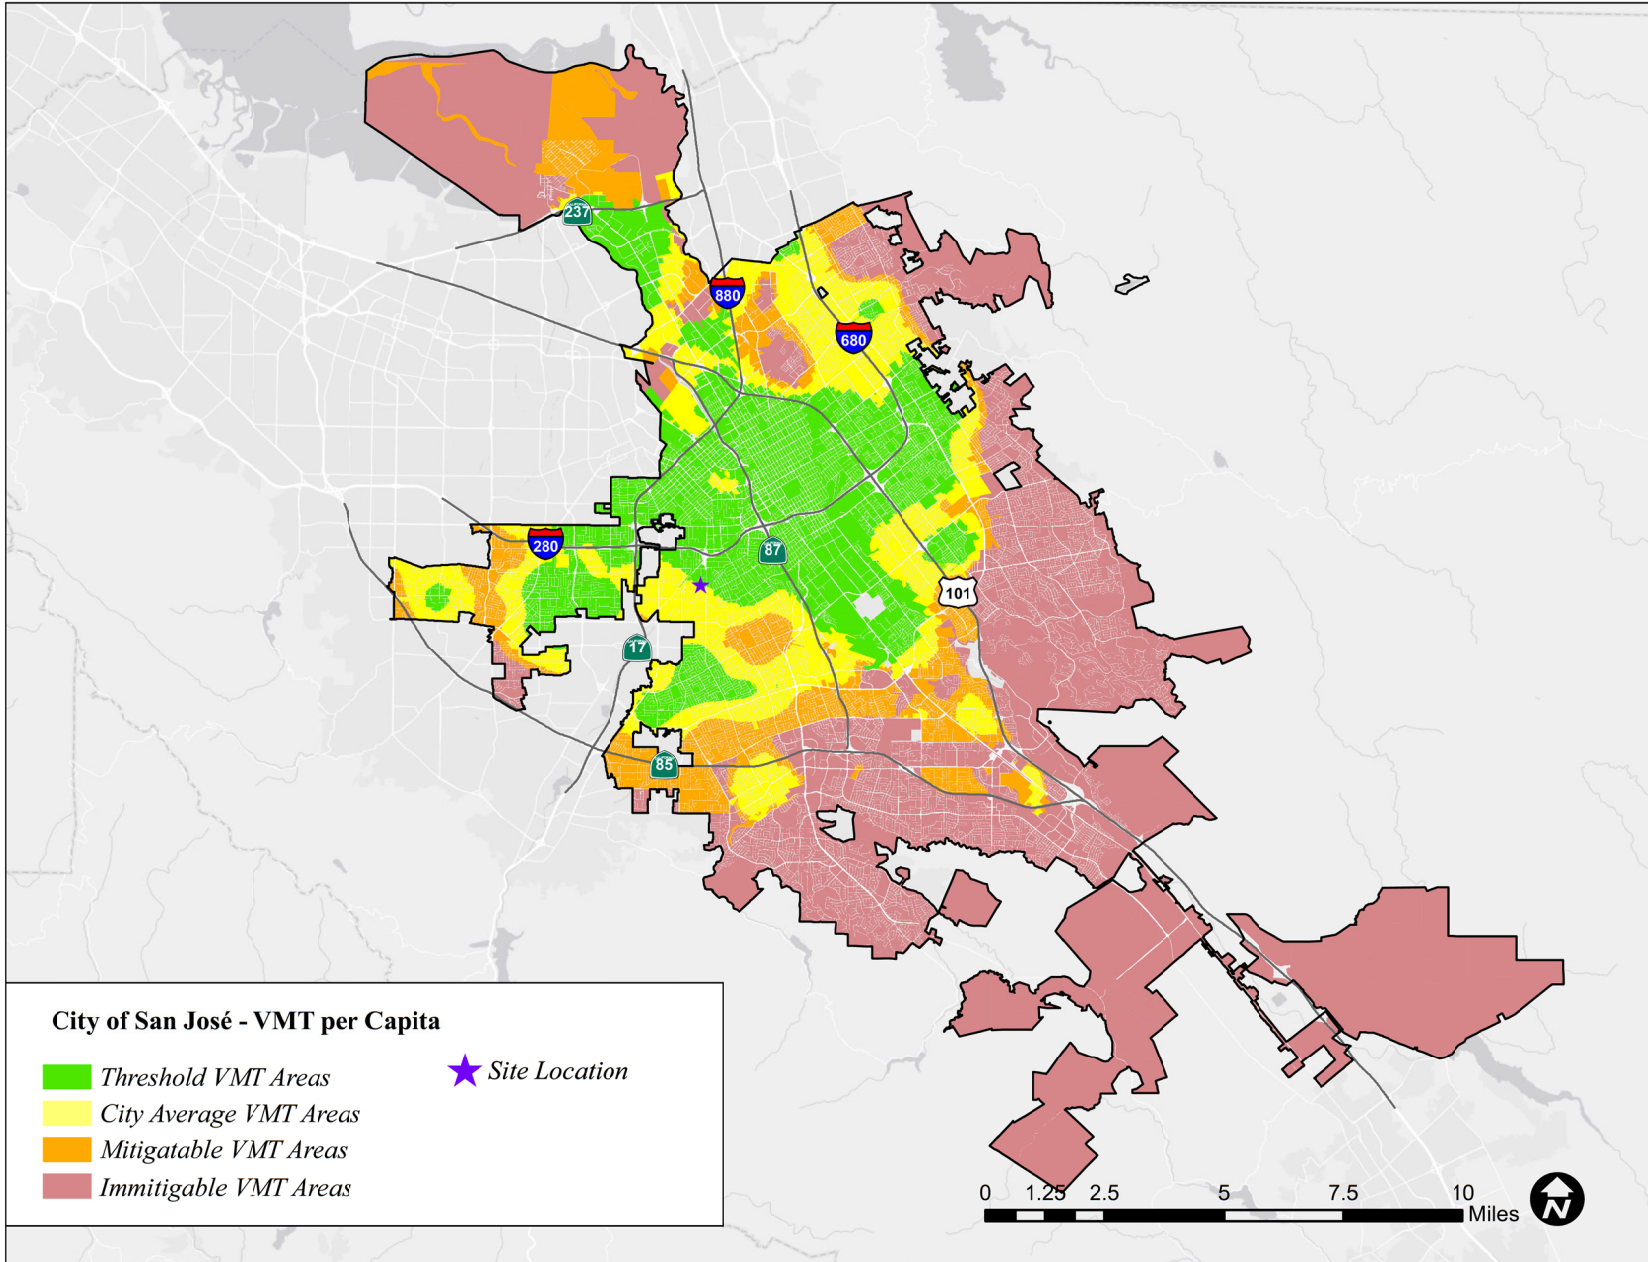 237
880
680
280
87
101
17
85
City of San José - VMT per Capita
Threshold VMT Areas
Site Location
City Average VMT Areas
Mitigatable VMT Areas
Immitigable VMT Areas
0 1.25 2.5 5 7.5 10
Miles
N